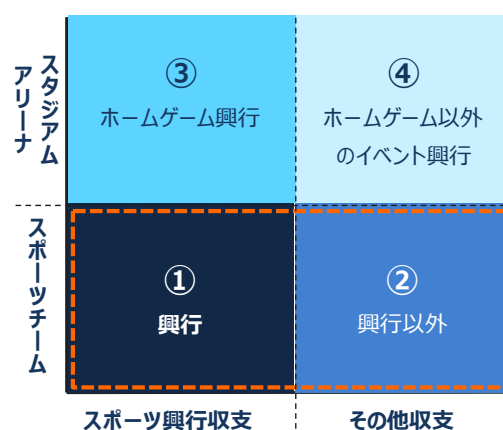 スタジアム
アリーナ
③
ホームゲーム興行
④
ホームゲーム以外
のイベント興行
スポーツチーム
①
興行
②
興行以外
スポーツ興行収支
その他収支